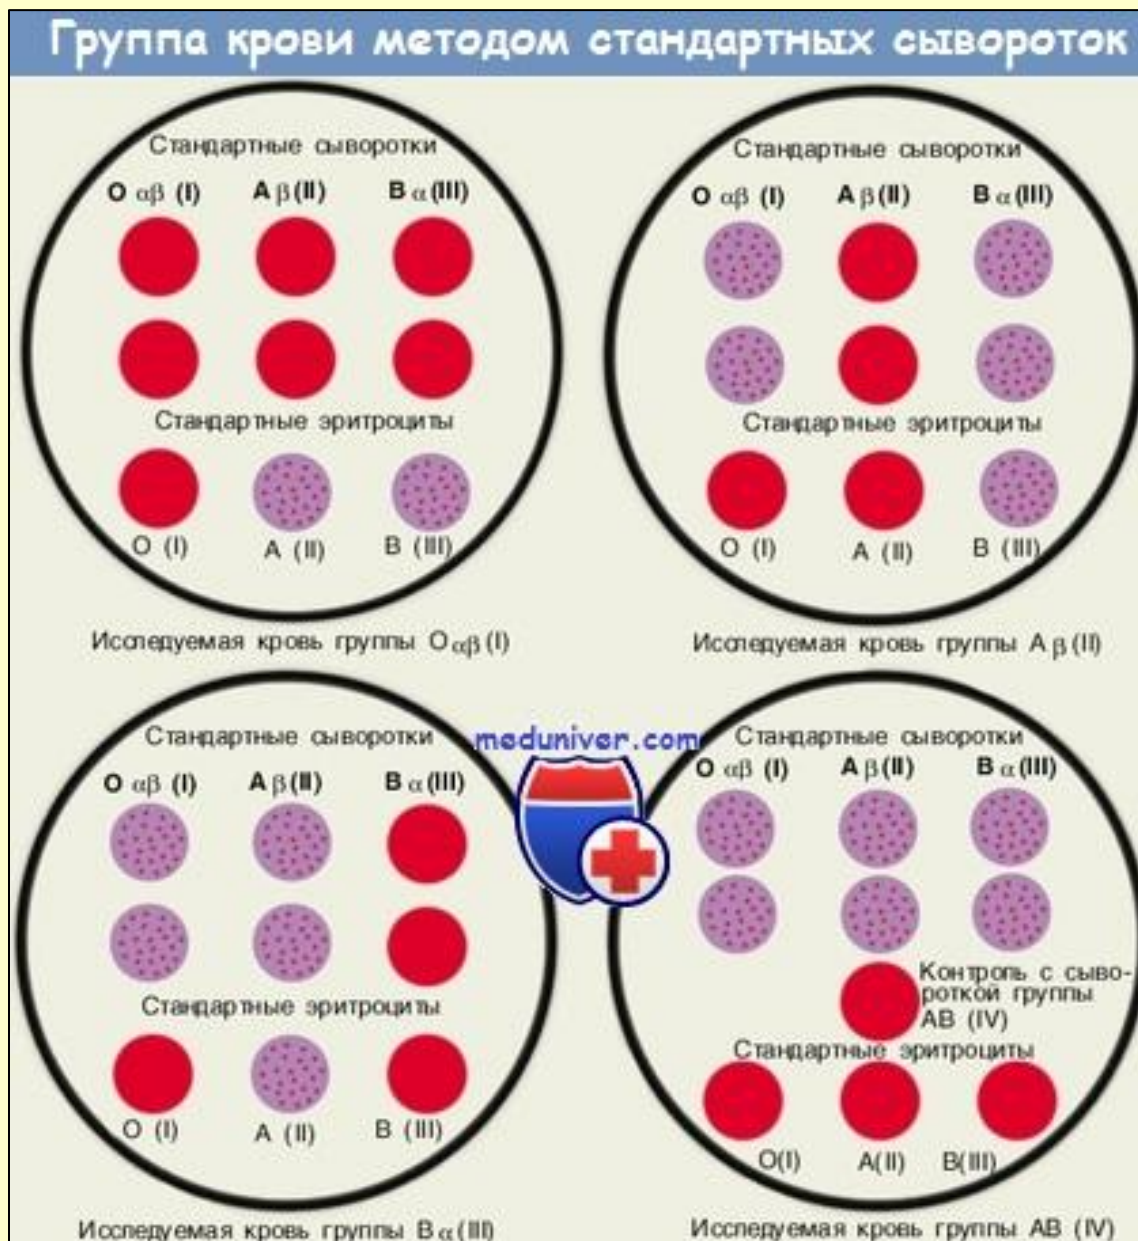 Группа крови методом стандартных сывороток
Стандартные сыворотки
O αβ (I) A β (II) B α (III)
Стандартные эритроциты
O (I) A (II) B (III)
Исследуемая кровь группы O αβ (I)
Стандартные сыворотки
O αβ (I) A β (II) B α (III)
Стандартные эритроциты
O (I) A (II) B (III)
Исследуемая кровь группы A β (II)
Стандартные сыворотки
O αβ (I) A β (II) B α (III)
Стандартные эритроциты
O (I) A (II) B (III)
Исследуемая кровь группы B α (III)
meduniver.com
Стандартные сыворотки
O αβ (I) A β (II) B α (III)
Контроль с сыво-
роткой группы
AB (IV)
Стандартные эритроциты
O(I) A(II) B(III)
Исследуемая кровь группы AB (IV)